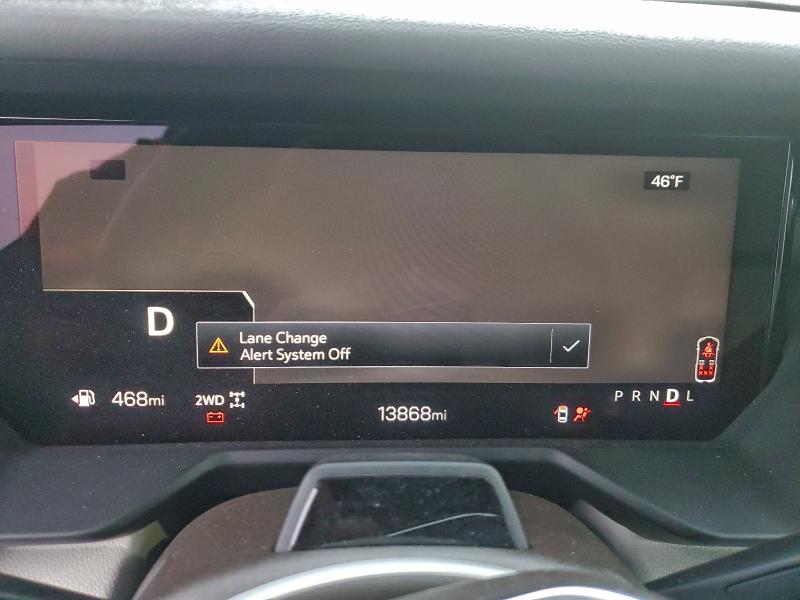 46°F
D
Lane Change
Alert System Off
468mi
2WD
13868mi
P R N D L